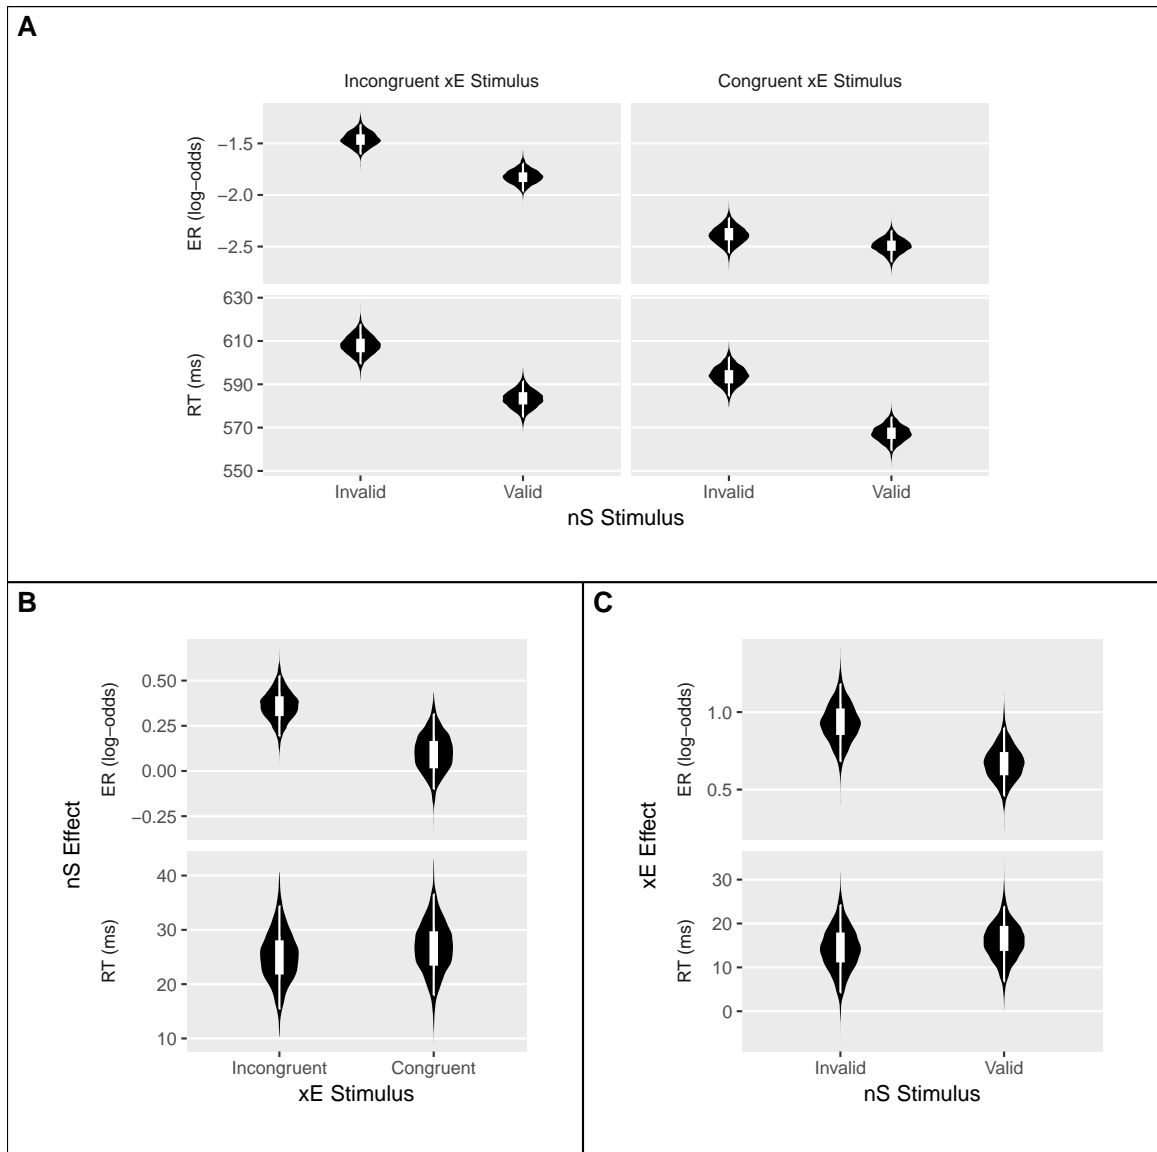 A
Incongruent xE Stimulus
Congruent xE Stimulus
ER (log−odds)
−1.5
−2.0
−2.5
RT (ms)
630
610
590
570
550
Invalid
Valid
Invalid
Valid
nS Stimulus
B
nS Effect
ER (log−odds)
0.50
0.25
0.00
−0.25
RT (ms)
40
30
20
10
Incongruent
Congruent
xE Stimulus
C
xE Effect
ER (log−odds)
1.0
0.5
RT (ms)
30
20
10
0
Invalid
Valid
nS Stimulus